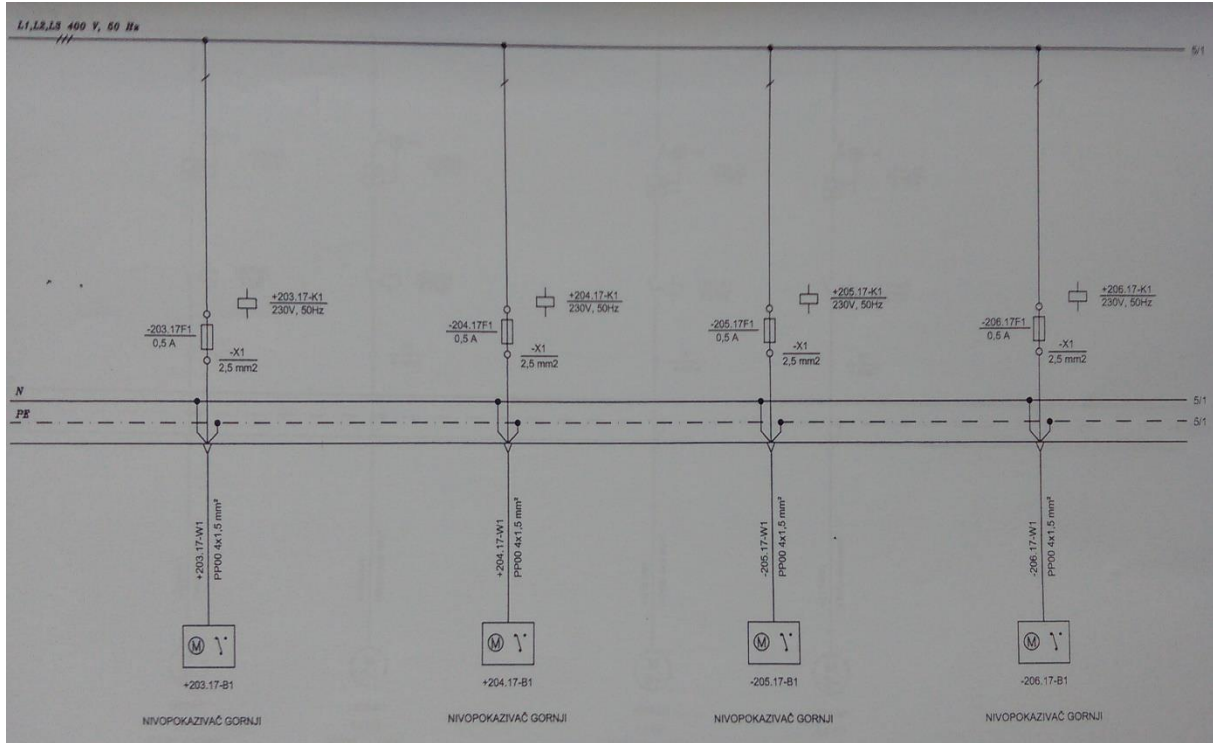 L1,L2,L3 400 V, 50 Hz
5/1
+203.17-K1
230V, 50Hz
-203.17F1
0,5 A
-X1
2,5 mm2
+204.17-K1
230V, 50Hz
-204.17F1
0,5 A
-X1
2,5 mm2
+205.17-K1
230V, 50Hz
-205.17F1
0,5 A
-X1
2,5 mm2
+206.17-K1
230V, 50Hz
-206.17F1
0,5 A
-X1
2,5 mm2
N
5/1
PE
5/1
+203.17-W1
PP00 4x1,5 mm²
+204.17-W1
PP00 4x1,5 mm²
-205.17-W1
PP00 4x1,5 mm²
-206.17-W1
PP00 4x1,5 mm²
M
M
M
M
+203.17-B1
+204.17-B1
-205.17-B1
-206.17-B1
NIVOPOKAZIVAČ GORNJI
NIVOPOKAZIVAČ GORNJI
NIVOPOKAZIVAČ GORNJI
NIVOPOKAZIVAČ GORNJI